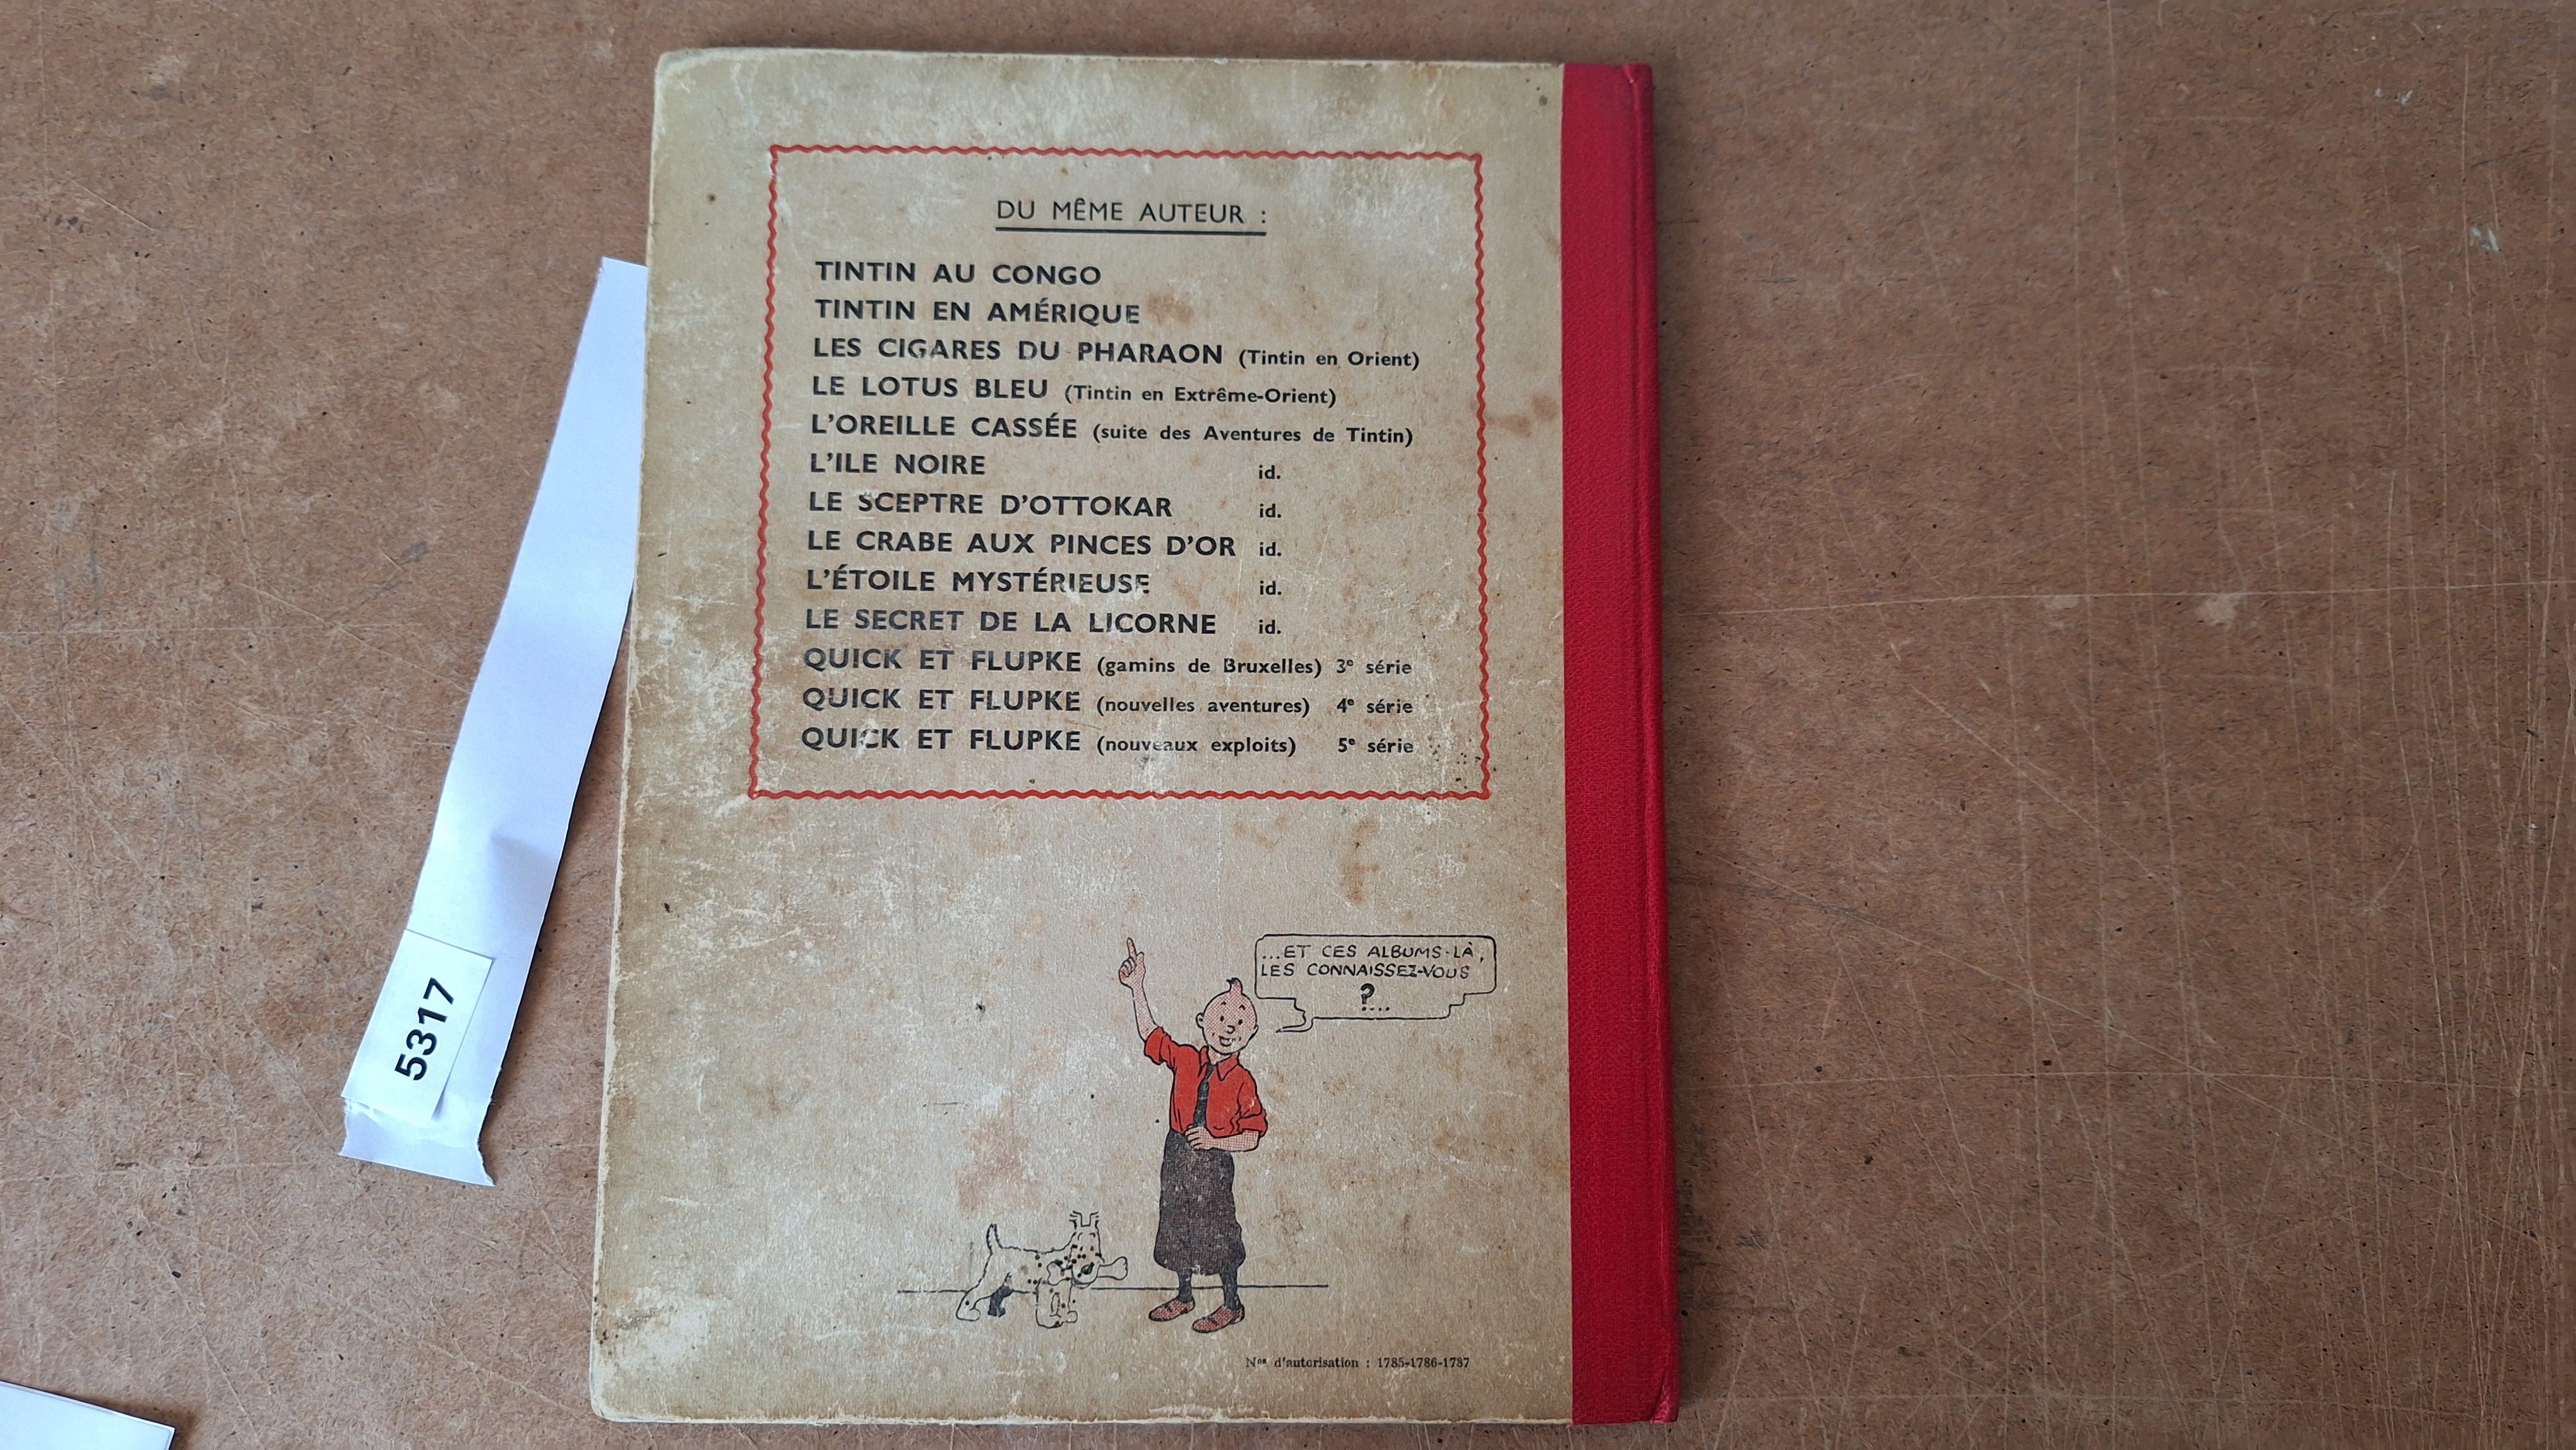 DU MÊME AUTEUR :
TINTIN AU CONGO
TINTIN EN AMÉRIQUE
LES CIGARES DU PHARAON (Tintin en Orient)
LE LOTUS BLEU (Tintin en Extrême-Orient)
L'OREILLE CASSÉE (suite des Aventures de Tintin)
L'ILE NOIRE id.
LE SCEPTRE D'OTTOKAR id.
LE CRABE AUX PINCES D'OR id.
L'ÉTOILE MYSTÉRIEUSE id.
LE SECRET DE LA LICORNE id.
QUICK ET FLUPKE (gamins de Bruxelles) 3e série
QUICK ET FLUPKE (nouvelles aventures) 4e série
QUICK ET FLUPKE (nouveaux exploits) 5e série
...ET CES ALBUMS-LÀ,
LES CONNAISSEZ-VOUS
?....
Nos d'autorisation : 1785-1786-1787
5317